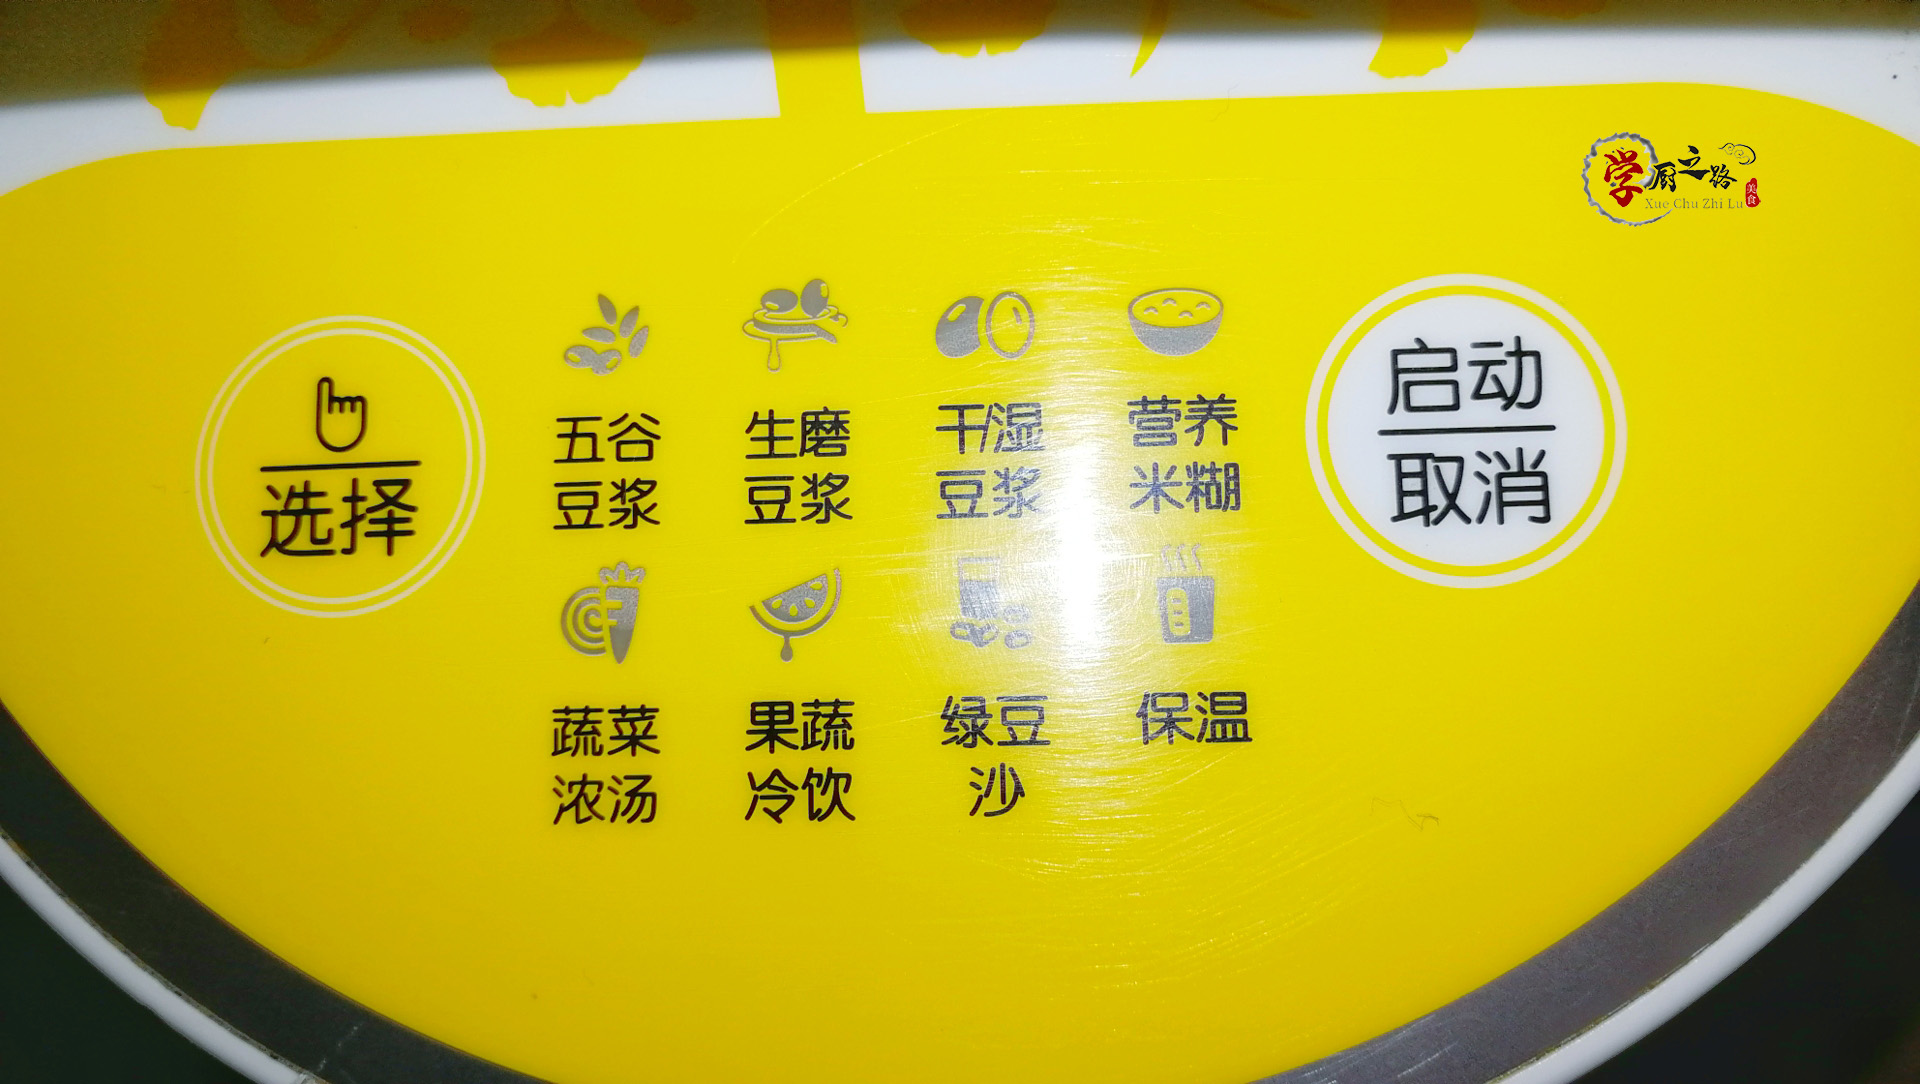 学厨之路
Xue Chu Zhi Lu
美食
选择
五谷
豆浆
生磨
豆浆
干/湿
豆浆
营养
米糊
蔬菜
浓汤
果蔬
冷饮
绿豆
沙
保温
启动
取消